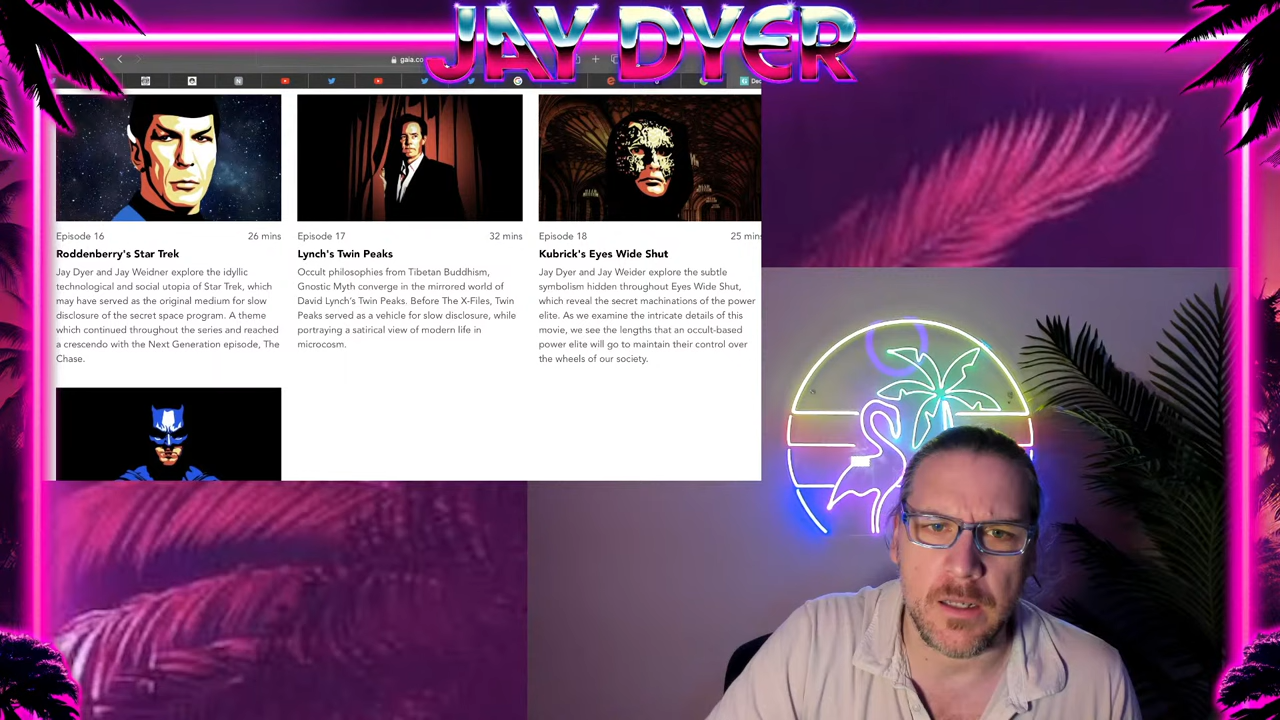 JAY DYER
gaia.co
Episode 16
26 mins
Roddenberry's Star Trek
Jay Dyer and Jay Weidner explore the idyllic
technological and social utopia of Star Trek, which
may have served as the original medium for slow
disclosure of the secret space program. A theme
which continued throughout the series and reached
a crescendo with the Next Generation episode, The
Chase.
Episode 17
32 mins
Lynch's Twin Peaks
Occult philosophies from Tibetan Buddhism,
Gnostic Myth converge in the mirrored world of
David Lynch's Twin Peaks. Before The X-Files, Twin
Peaks served as a vehicle for slow disclosure, while
portraying a satirical view of modern life in
microcosm.
Episode 18
25 mins
Kubrick's Eyes Wide Shut
Jay Dyer and Jay Weider explore the subtle
symbolism hidden throughout Eyes Wide Shut,
which reveal the secret machinations of the power
elite. As we examine the intricate details of this
movie, we see the lengths that an occult-based
power elite will go to maintain their control over
the wheels of our society.